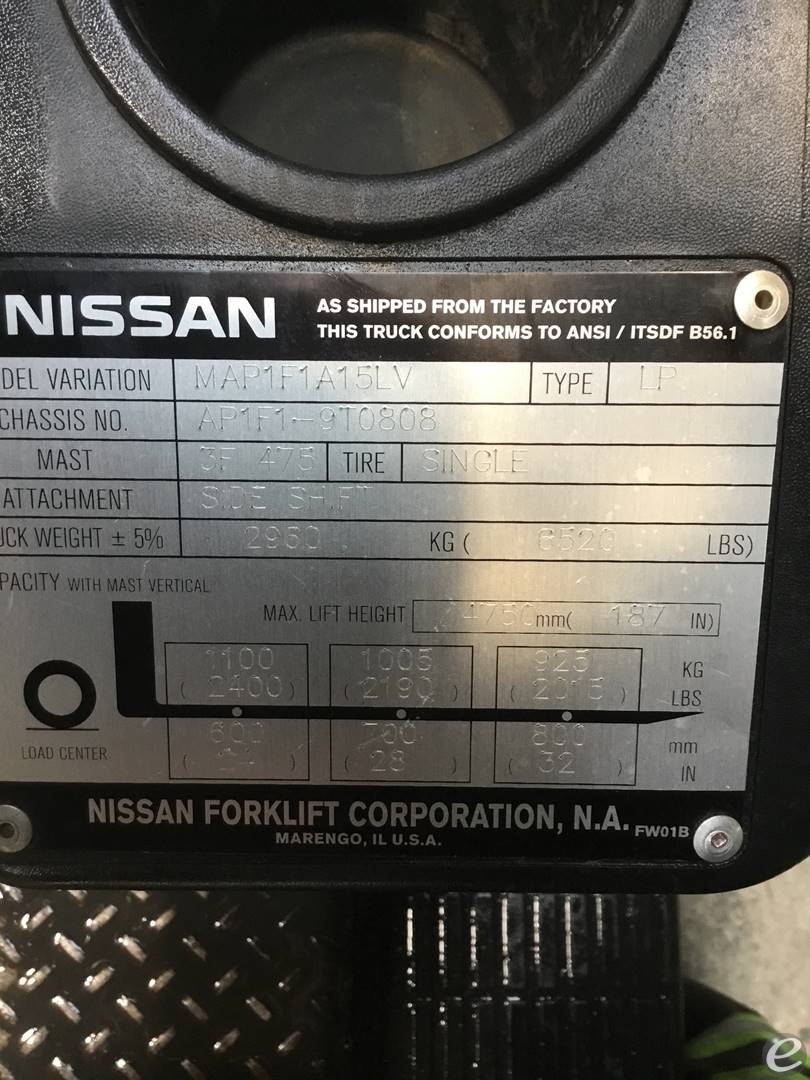 NISSAN AS SHIPPED FROM THE FACTORY
THIS TRUCK CONFORMS TO ANSI / ITSDF B56.1
DEL VARIATION MAP1F1A15LV TYPE LP
CHASSIS NO. AP1F1-9T0808
MAST 3F 475 TIRE SINGLE
ATTACHMENT SIDE SHIFT
UCK WEIGHT ± 5% 2960 KG ( 6520 LBS)
PACITY WITH MAST VERTICAL
MAX. LIFT HEIGHT 4750 mm( 187 IN)
1100 1005 925 KG
( 2400 ) ( 2190 ) ( 2015 ) LBS
600 700 800 mm
( 24 ) ( 28 ) ( 32 ) IN
LOAD CENTER
NISSAN FORKLIFT CORPORATION, N.A. FW01B
MARENGO, IL U.S.A.
e